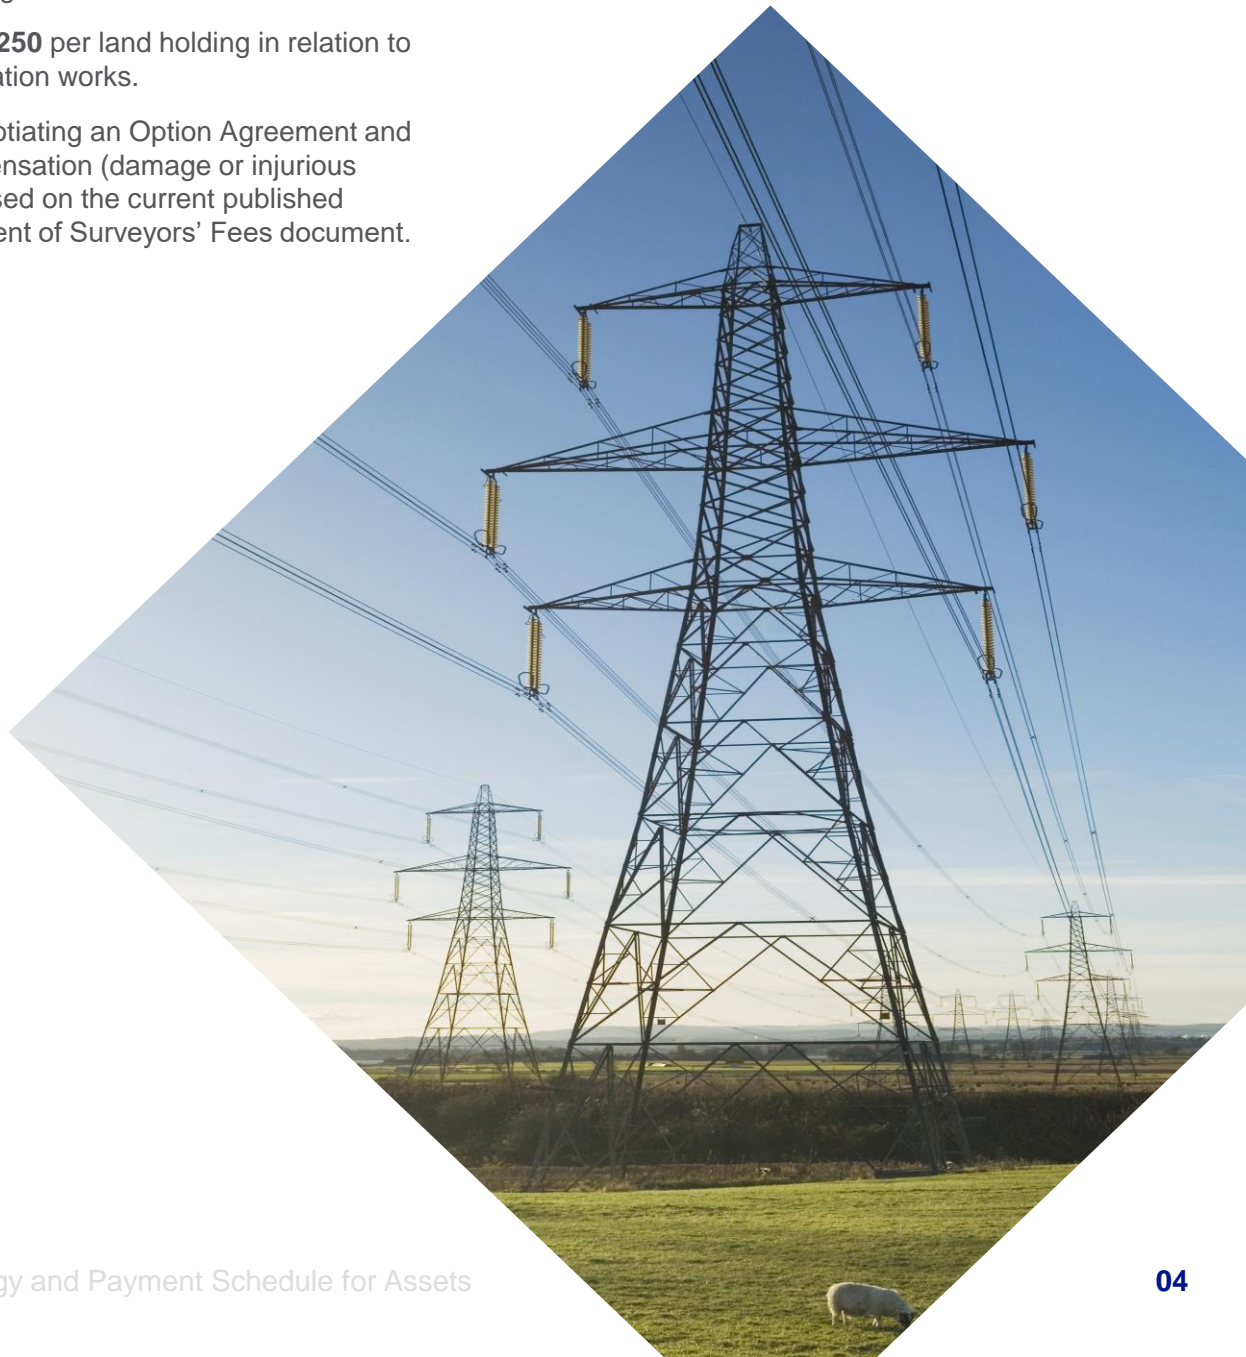 250 per land holding in relation to
ation works.
otiating an Option Agreement and
ensation (damage or injurious
sed on the current published
ent of Surveyors' Fees document.
gy and Payment Schedule for Assets
04